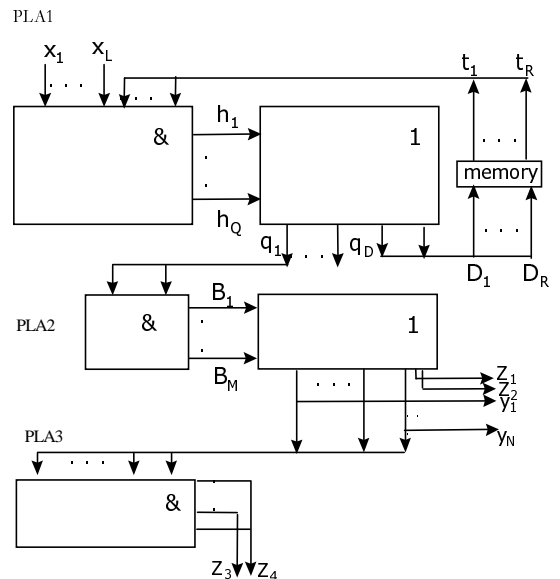 PLA1
x1 . . . xL
t1 tR
. . .
& h1 1
. . .
memory
hQ
q1 . . . qD
. . .
D1 DR
PLA2
& B1 1
BM
. . .
Z1
Z2
y1
. .
yN
PLA3
. . .
&
Z3 Z4